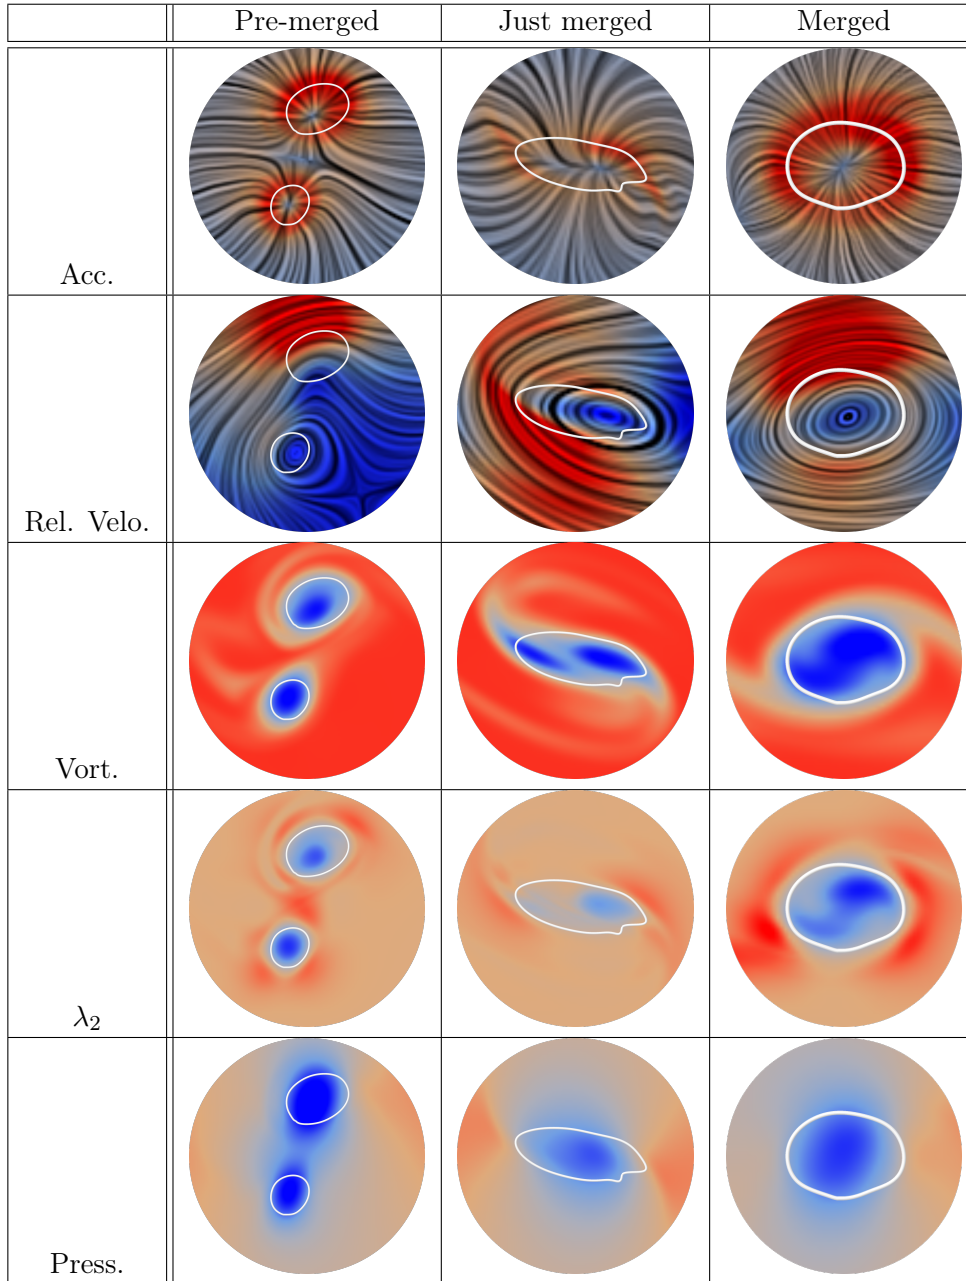 Pre-merged Just merged Merged
Acc.
Rel. Velo.
Vort.
λ₂
Press.